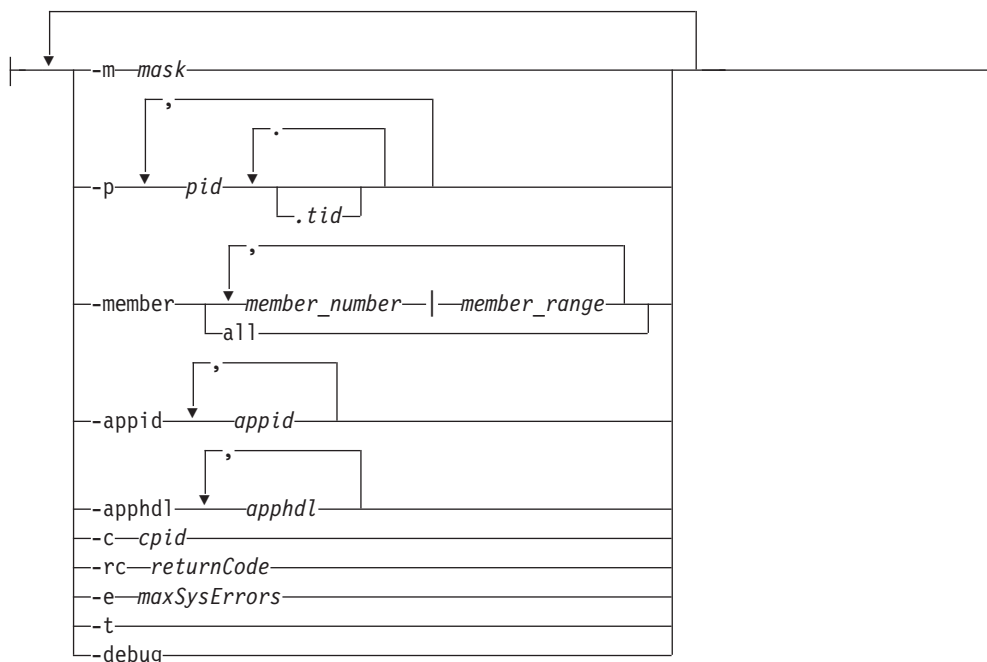 -m mask
,
.
-p pid
.tid
,
-member member_number | member_range
all
,
-appid appid
,
-apphdl apphdl
-c cpid
-rc returnCode
-e maxSysErrors
-t
-debug